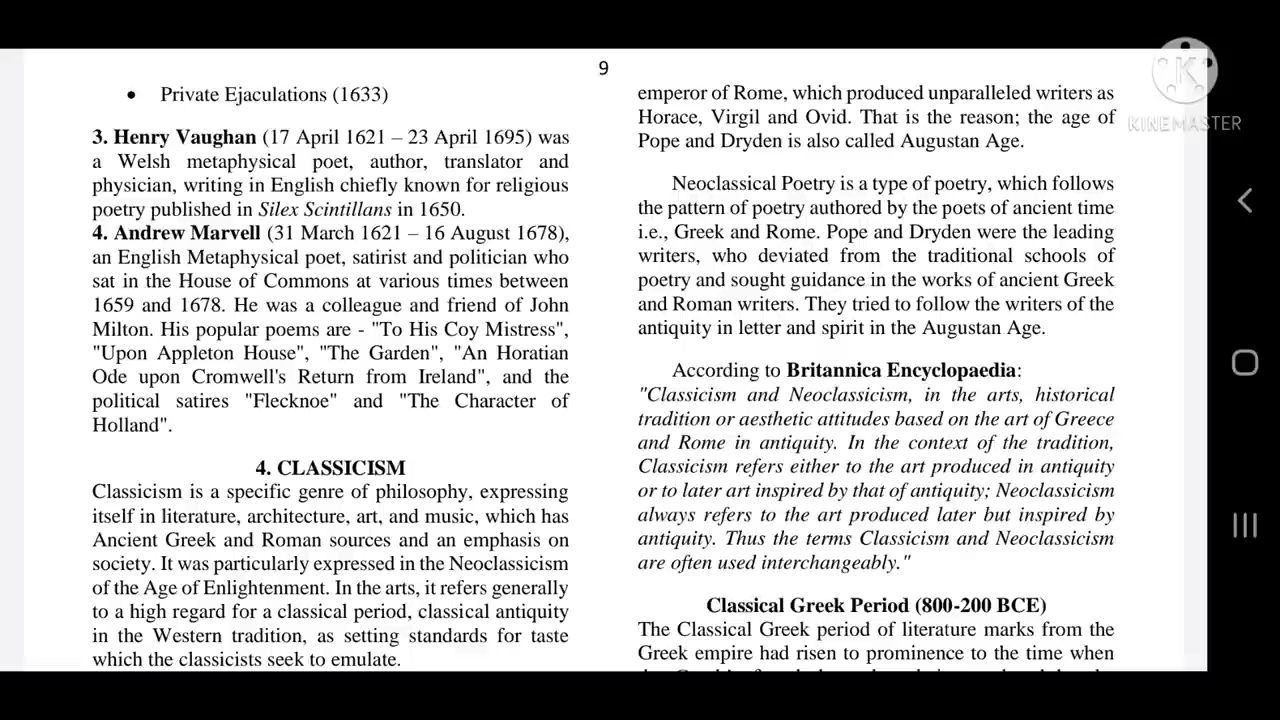 9
• Private Ejaculations (1633)
3. Henry Vaughan (17 April 1621 – 23 April 1695) was
a Welsh metaphysical poet, author, translator and
physician, writing in English chiefly known for religious
poetry published in Silex Scintillans in 1650.
4. Andrew Marvell (31 March 1621 – 16 August 1678),
an English Metaphysical poet, satirist and politician who
sat in the House of Commons at various times between
1659 and 1678. He was a colleague and friend of John
Milton. His popular poems are - "To His Coy Mistress",
"Upon Appleton House", "The Garden", "An Horatian
Ode upon Cromwell's Return from Ireland", and the
political satires "Flecknoe" and "The Character of
Holland".
4. CLASSICISM
Classicism is a specific genre of philosophy, expressing
itself in literature, architecture, art, and music, which has
Ancient Greek and Roman sources and an emphasis on
society. It was particularly expressed in the Neoclassicism
of the Age of Enlightenment. In the arts, it refers generally
to a high regard for a classical period, classical antiquity
in the Western tradition, as setting standards for taste
which the classicists seek to emulate.
emperor of Rome, which produced unparalleled writers as
Horace, Virgil and Ovid. That is the reason; the age of
Pope and Dryden is also called Augustan Age.
Neoclassical Poetry is a type of poetry, which follows
the pattern of poetry authored by the poets of ancient time
i.e., Greek and Rome. Pope and Dryden were the leading
writers, who deviated from the traditional schools of
poetry and sought guidance in the works of ancient Greek
and Roman writers. They tried to follow the writers of the
antiquity in letter and spirit in the Augustan Age.
According to Britannica Encyclopaedia:
"Classicism and Neoclassicism, in the arts, historical
tradition or aesthetic attitudes based on the art of Greece
and Rome in antiquity. In the context of the tradition,
Classicism refers either to the art produced in antiquity
or to later art inspired by that of antiquity; Neoclassicism
always refers to the art produced later but inspired by
antiquity. Thus the terms Classicism and Neoclassicism
are often used interchangeably."
Classical Greek Period (800-200 BCE)
The Classical Greek period of literature marks from the
Greek empire had risen to prominence to the time when
K
KINEMASTER